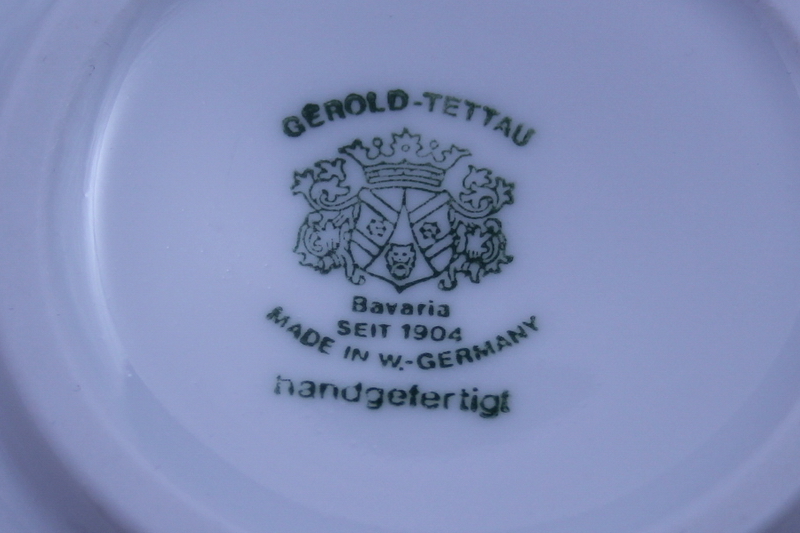 GEROLD-TETTAU
Bavaria
SEIT 1904
MADE IN W.-GERMANY
handgefertigt